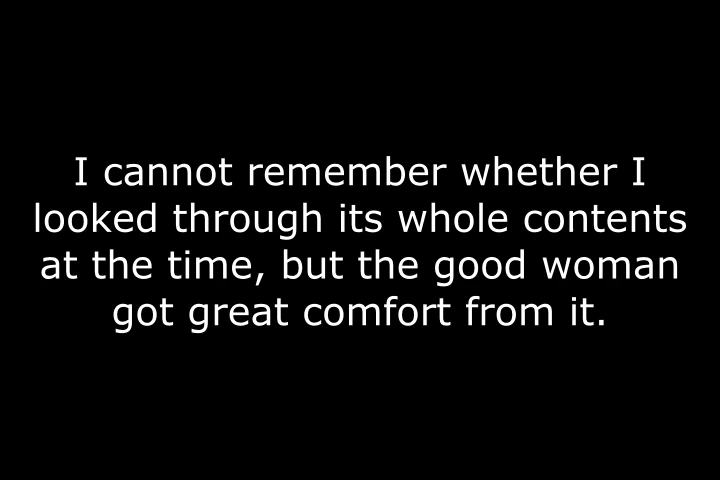 I cannot remember whether I
looked through its whole contents
at the time, but the good woman
got great comfort from it.